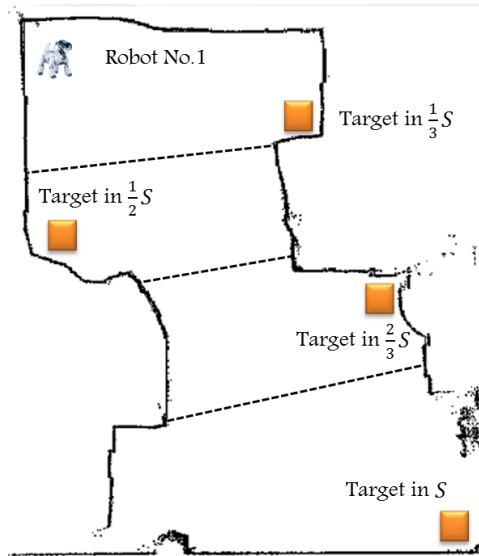 Robot No.1
Target in 1/3 S
Target in 1/2 S
Target in 2/3 S
Target in S